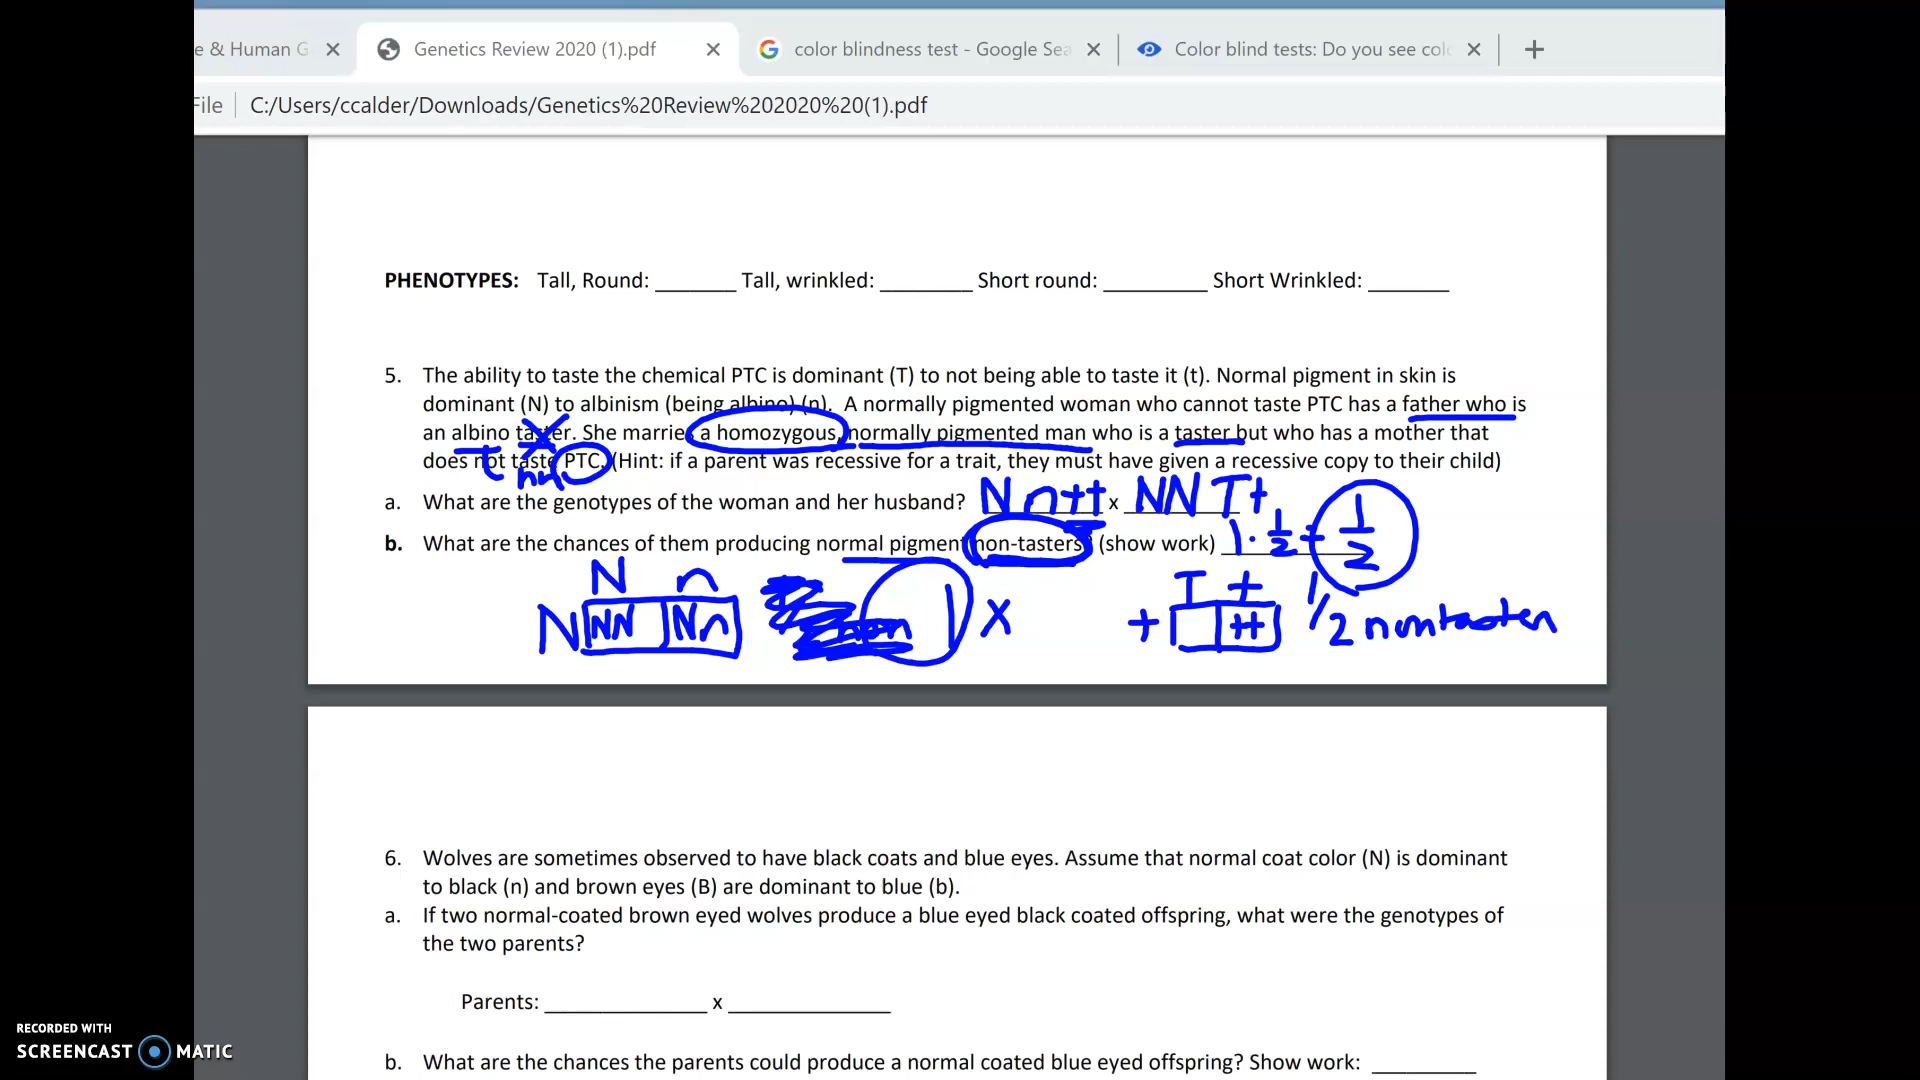 e & Human G
Genetics Review 2020 (1).pdf
color blindness test - Google Sea
Color blind tests: Do you see colo
File
C:/Users/ccalder/Downloads/Genetics%20Review%202020%20(1).pdf
PHENOTYPES: Tall, Round: _______ Tall, wrinkled: ________ Short round: _________ Short Wrinkled: _______
5. The ability to taste the chemical PTC is dominant (T) to not being able to taste it (t). Normal pigment in skin is
dominant (N) to albinism (being albino) (n). A normally pigmented woman who cannot taste PTC has a father who is
an albino taster. She married a homozygous, normally pigmented man who is a taster but who has a mother that
does not taste PTC. (Hint: if a parent was recessive for a trait, they must have given a recessive copy to their child)
t nn
a. What are the genotypes of the woman and her husband? Nntt x NNTt
b. What are the chances of them producing normal pigment non-tasters? (show work) 1 · 1/2 = 1/2
N n
N NN Nn
1 X
T t
t tt
1/2 nontaster
6. Wolves are sometimes observed to have black coats and blue eyes. Assume that normal coat color (N) is dominant
to black (n) and brown eyes (B) are dominant to blue (b).
a. If two normal-coated brown eyed wolves produce a blue eyed black coated offspring, what were the genotypes of
the two parents?
Parents: ______________ x ______________
b. What are the chances the parents could produce a normal coated blue eyed offspring? Show work: _________
RECORDED WITH
SCREENCAST MATIC